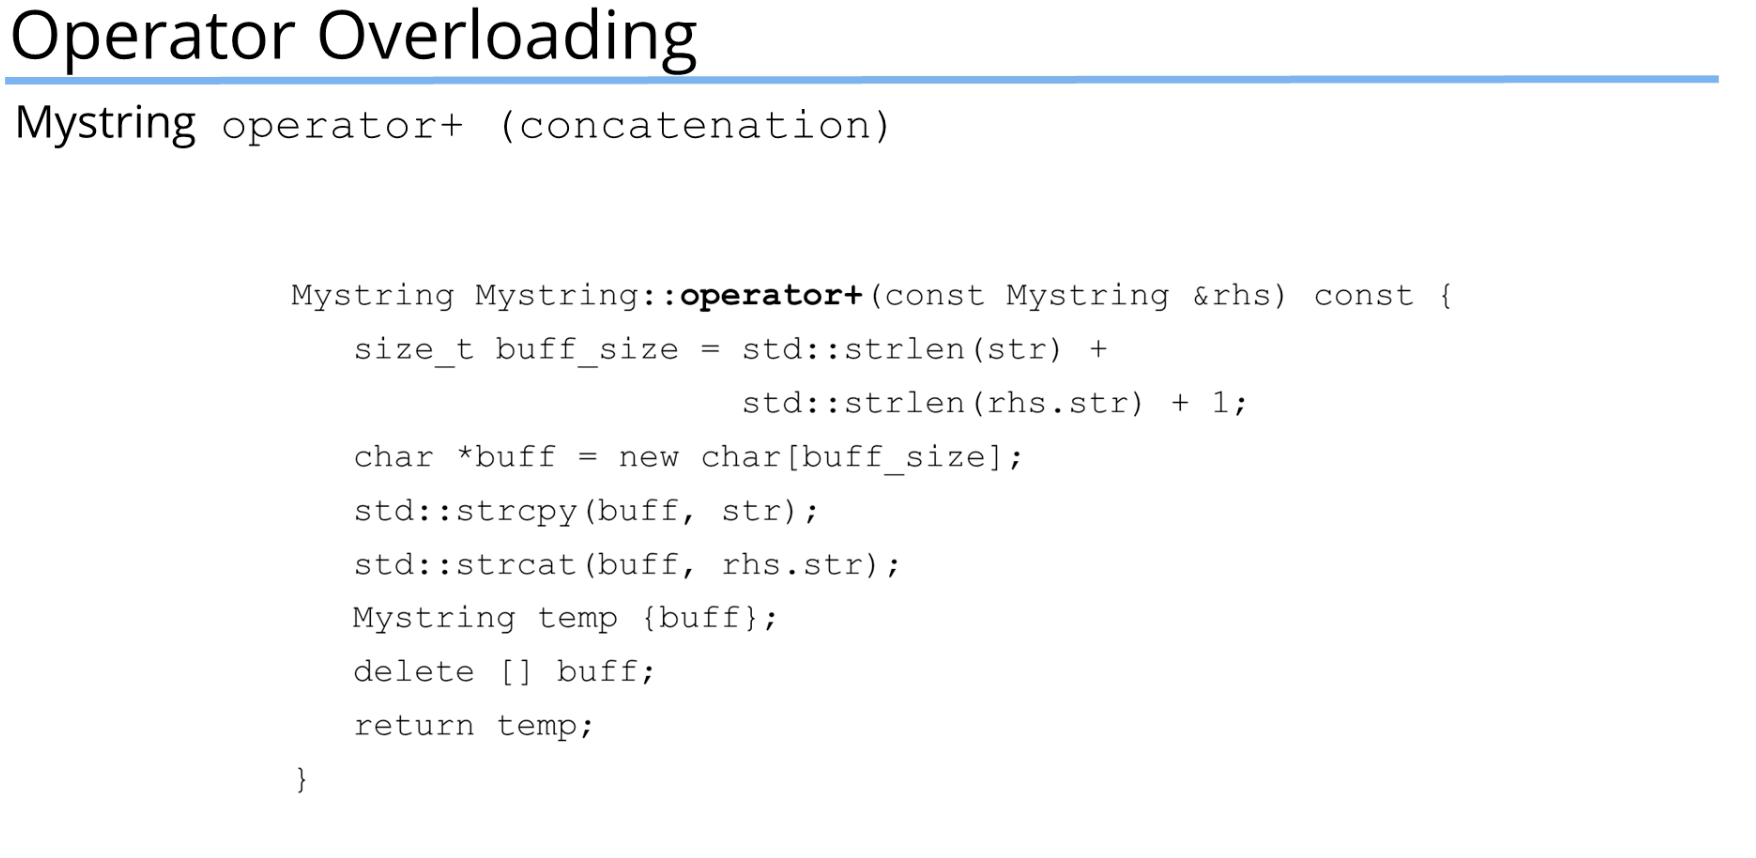 Operator Overloading
Mystring operator+ (concatenation)
Mystring Mystring::operator+(const Mystring &rhs) const {
size_t buff_size = std::strlen(str) +
std::strlen(rhs.str) + 1;
char *buff = new char[buff_size];
std::strcpy(buff, str);
std::strcat(buff, rhs.str);
Mystring temp {buff};
delete [] buff;
return temp;
}